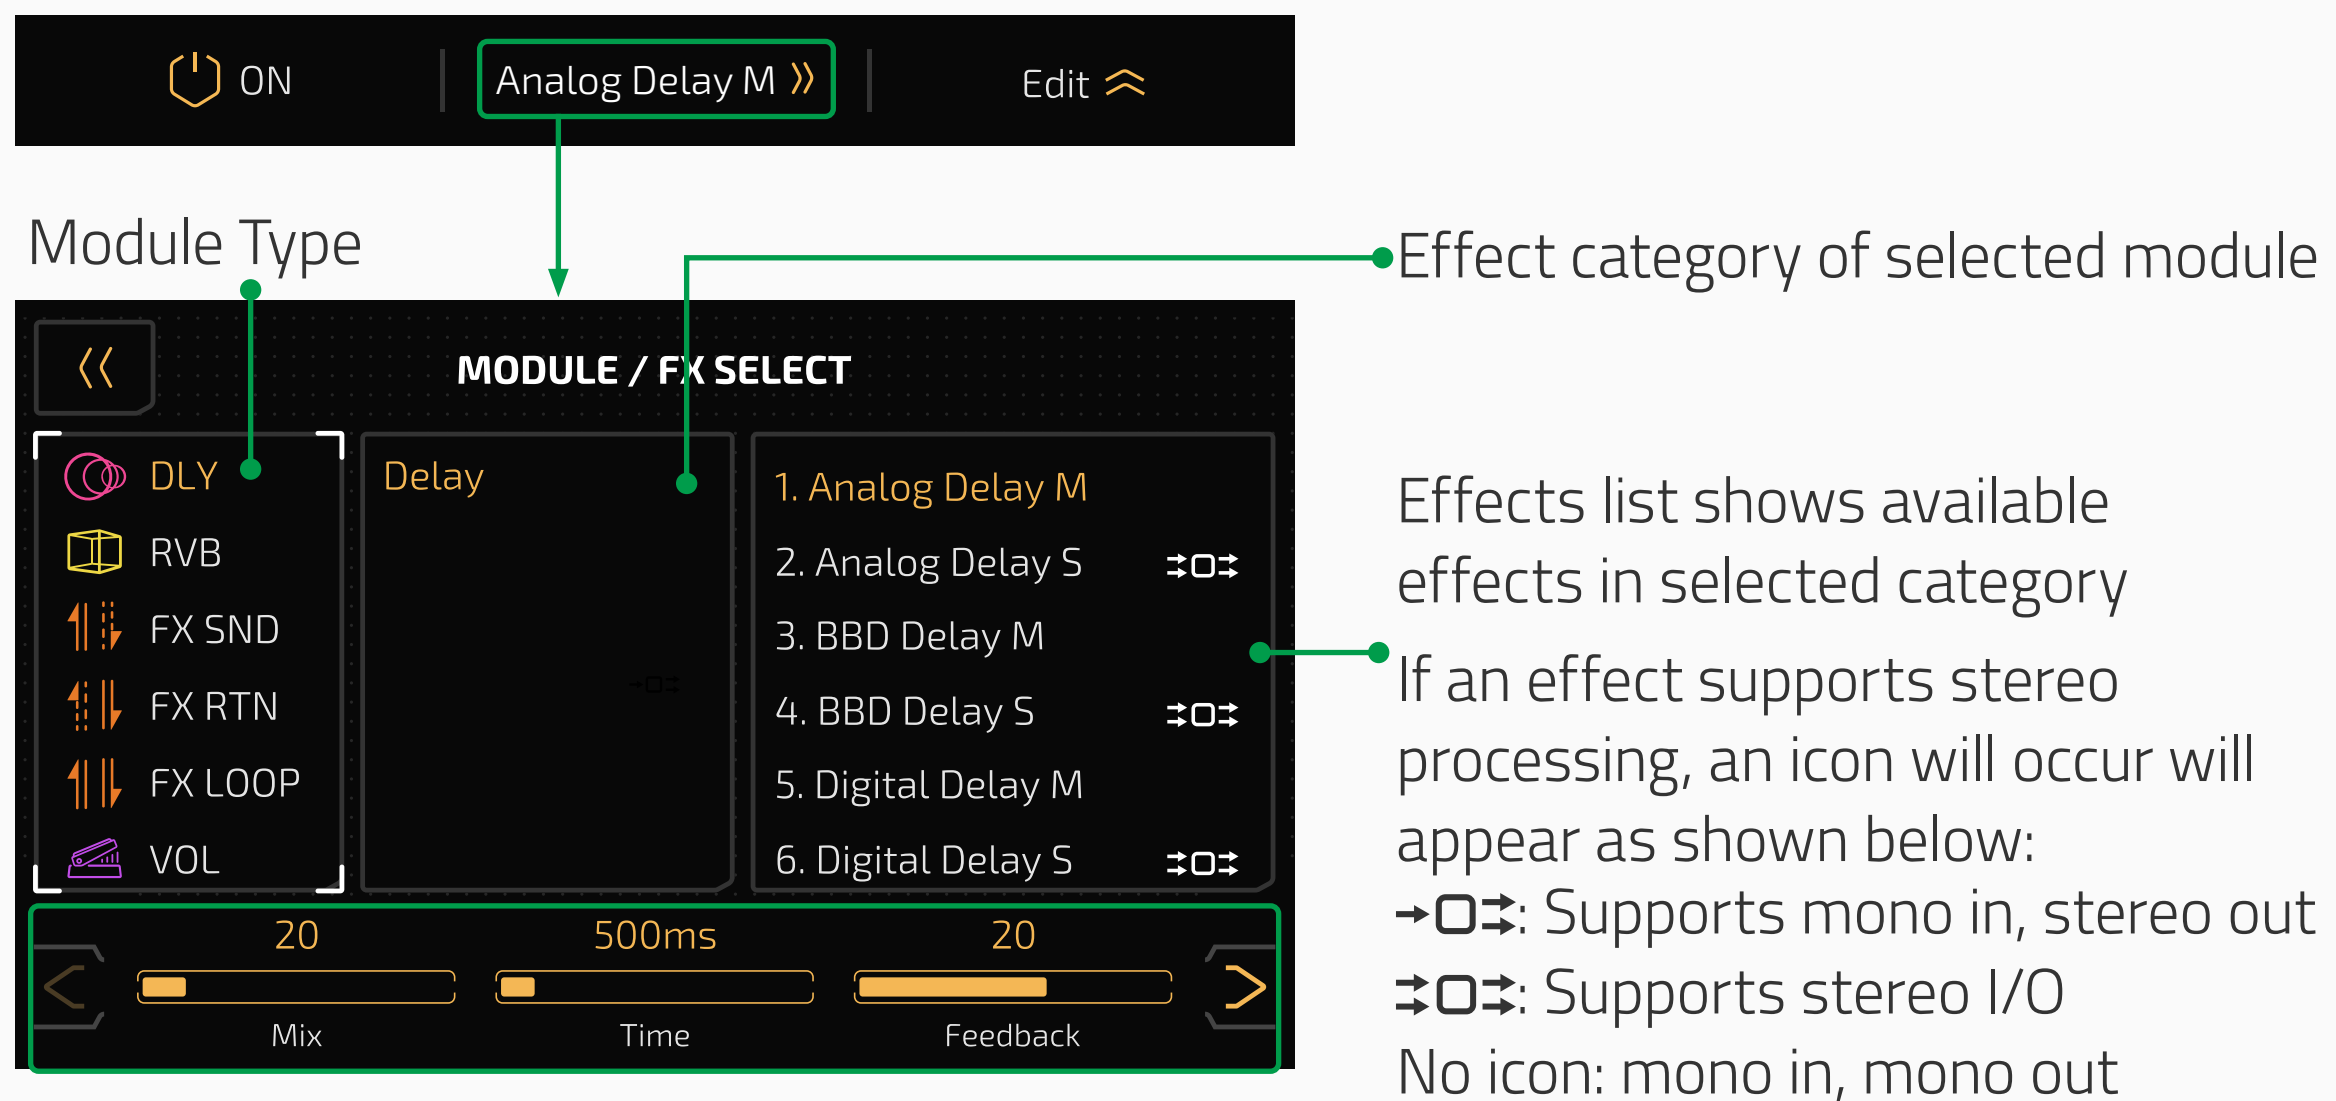 ON
Analog Delay M
Edit
Module Type
Effect category of selected module
MODULE / FX SELECT
DLY
RVB
FX SND
FX RTN
FX LOOP
VOL
Delay
1. Analog Delay M
2. Analog Delay S
3. BBD Delay M
4. BBD Delay S
5. Digital Delay M
6. Digital Delay S
20
500ms
20
Mix
Time
Feedback
Effects list shows available
effects in selected category
If an effect supports stereo
processing, an icon will occur will
appear as shown below:
: Supports mono in, stereo out
: Supports stereo I/O
No icon: mono in, mono out